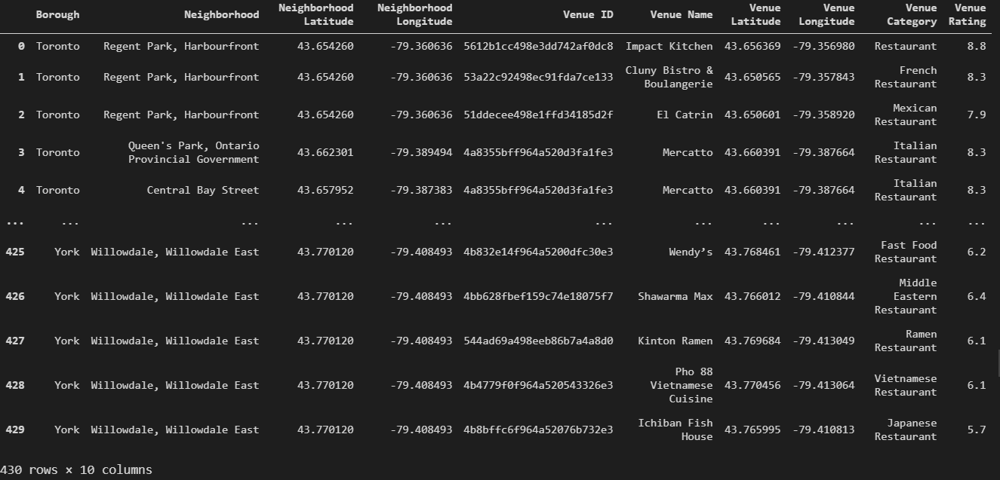 Borough Neighborhood Neighborhood Latitude Neighborhood Longitude Venue ID Venue Name Venue Latitude Venue Longitude Venue Category Venue Rating
0 Toronto Regent Park, Harbourfront 43.654260 -79.360636 5612b1cc498e3dd742af0dc8 Impact Kitchen 43.656369 -79.356980 Restaurant 8.8
1 Toronto Regent Park, Harbourfront 43.654260 -79.360636 53a22c92498ec91fda7ce133 Cluny Bistro & Boulangerie 43.650565 -79.357843 French Restaurant 8.3
2 Toronto Regent Park, Harbourfront 43.654260 -79.360636 51ddecee498e1ffd34185d2f El Catrin 43.650601 -79.358920 Mexican Restaurant 7.9
3 Toronto Queen's Park, Ontario Provincial Government 43.662301 -79.389494 4a8355bff964a520d3fa1fe3 Mercatto 43.660391 -79.387664 Italian Restaurant 8.3
4 Toronto Central Bay Street 43.657952 -79.387383 4a8355bff964a520d3fa1fe3 Mercatto 43.660391 -79.387664 Italian Restaurant 8.3
... ... ... ... ... ... ... ... ... ... ...
425 York Willowdale, Willowdale East 43.770120 -79.408493 4b832e14f964a5200dfc30e3 Wendy’s 43.768461 -79.412377 Fast Food Restaurant 6.2
426 York Willowdale, Willowdale East 43.770120 -79.408493 4bb628fbef159c74e18075f7 Shawarma Max 43.766012 -79.410844 Middle Eastern Restaurant 6.4
427 York Willowdale, Willowdale East 43.770120 -79.408493 544ad69a498eeb86b7a4a8d0 Kinton Ramen 43.769684 -79.413049 Ramen Restaurant 6.1
428 York Willowdale, Willowdale East 43.770120 -79.408493 4b4779f0f964a520543326e3 Pho 88 Vietnamese Cuisine 43.770456 -79.413064 Vietnamese Restaurant 6.1
429 York Willowdale, Willowdale East 43.770120 -79.408493 4b8bffc6f964a52076b732e3 Ichiban Fish House 43.765995 -79.410813 Japanese Restaurant 5.7
430 rows × 10 columns